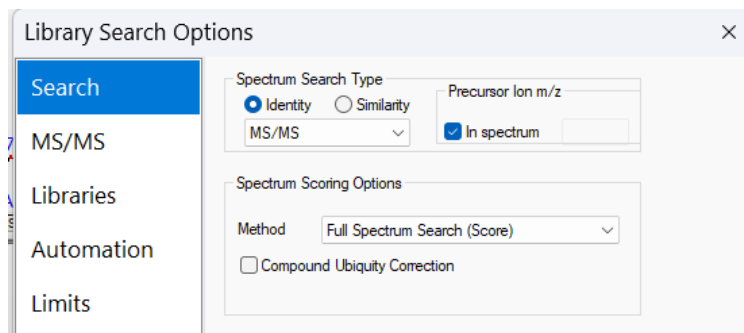 Library Search Options
Search
MS/MS
Libraries
Automation
Limits
Spectrum Search Type
Identity
Similarity
MS/MS
Precursor Ion m/z
In spectrum
Spectrum Scoring Options
Method
Full Spectrum Search (Score)
Compound Ubiquity Correction